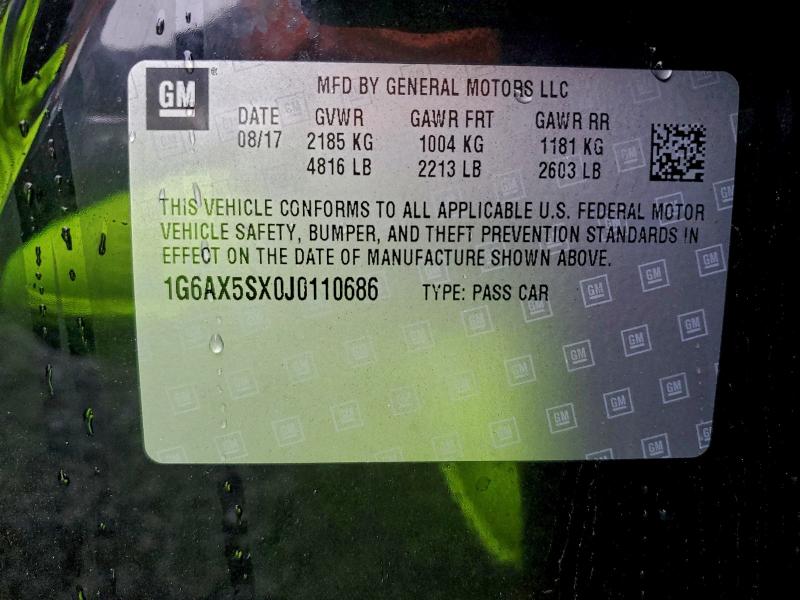 GM
MFD BY GENERAL MOTORS LLC
DATE GVWR GAWR FRT GAWR RR
08/17 2185 KG 1004 KG 1181 KG
4816 LB 2213 LB 2603 LB
THIS VEHICLE CONFORMS TO ALL APPLICABLE U.S. FEDERAL MOTOR
VEHICLE SAFETY, BUMPER, AND THEFT PREVENTION STANDARDS IN
EFFECT ON THE DATE OF MANUFACTURE SHOWN ABOVE.
1G6AX5SX0J0110686 TYPE: PASS CAR